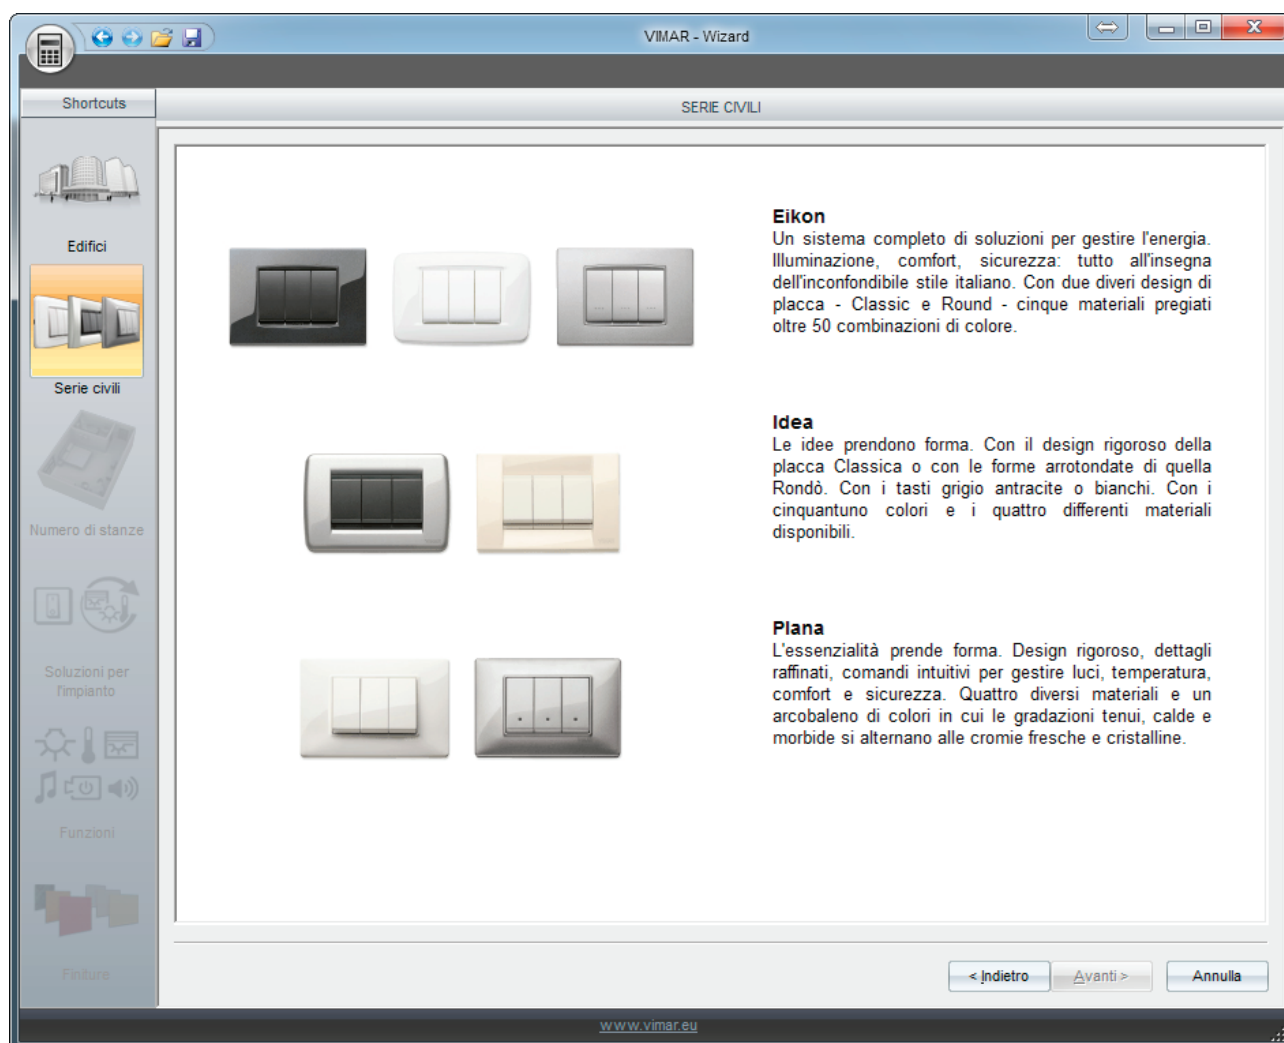 VIMAR - Wizard
Shortcuts
SERIE CIVILI
Edifici
Serie civili
Numero di stanze
Soluzioni per
l'impianto
Funzioni
Finiture
Eikon
Un sistema completo di soluzioni per gestire l'energia.
Illuminazione, comfort, sicurezza: tutto all'insegna
dell'inconfondibile stile italiano. Con due diveri design di
placca - Classic e Round - cinque materiali pregiati
oltre 50 combinazioni di colore.
Idea
Le idee prendono forma. Con il design rigoroso della
placca Classica o con le forme arrotondate di quella
Rondò. Con i tasti grigio antracite o bianchi. Con i
cinquantuno colori e i quattro differenti materiali
disponibili.
Plana
L'essenzialità prende forma. Design rigoroso, dettagli
raffinati, comandi intuitivi per gestire luci, temperatura,
comfort e sicurezza. Quattro diversi materiali e un
arcobaleno di colori in cui le gradazioni tenui, calde e
morbide si alternano alle cromie fresche e cristalline.
< Indietro
Avanti >
Annulla
www.vimar.eu